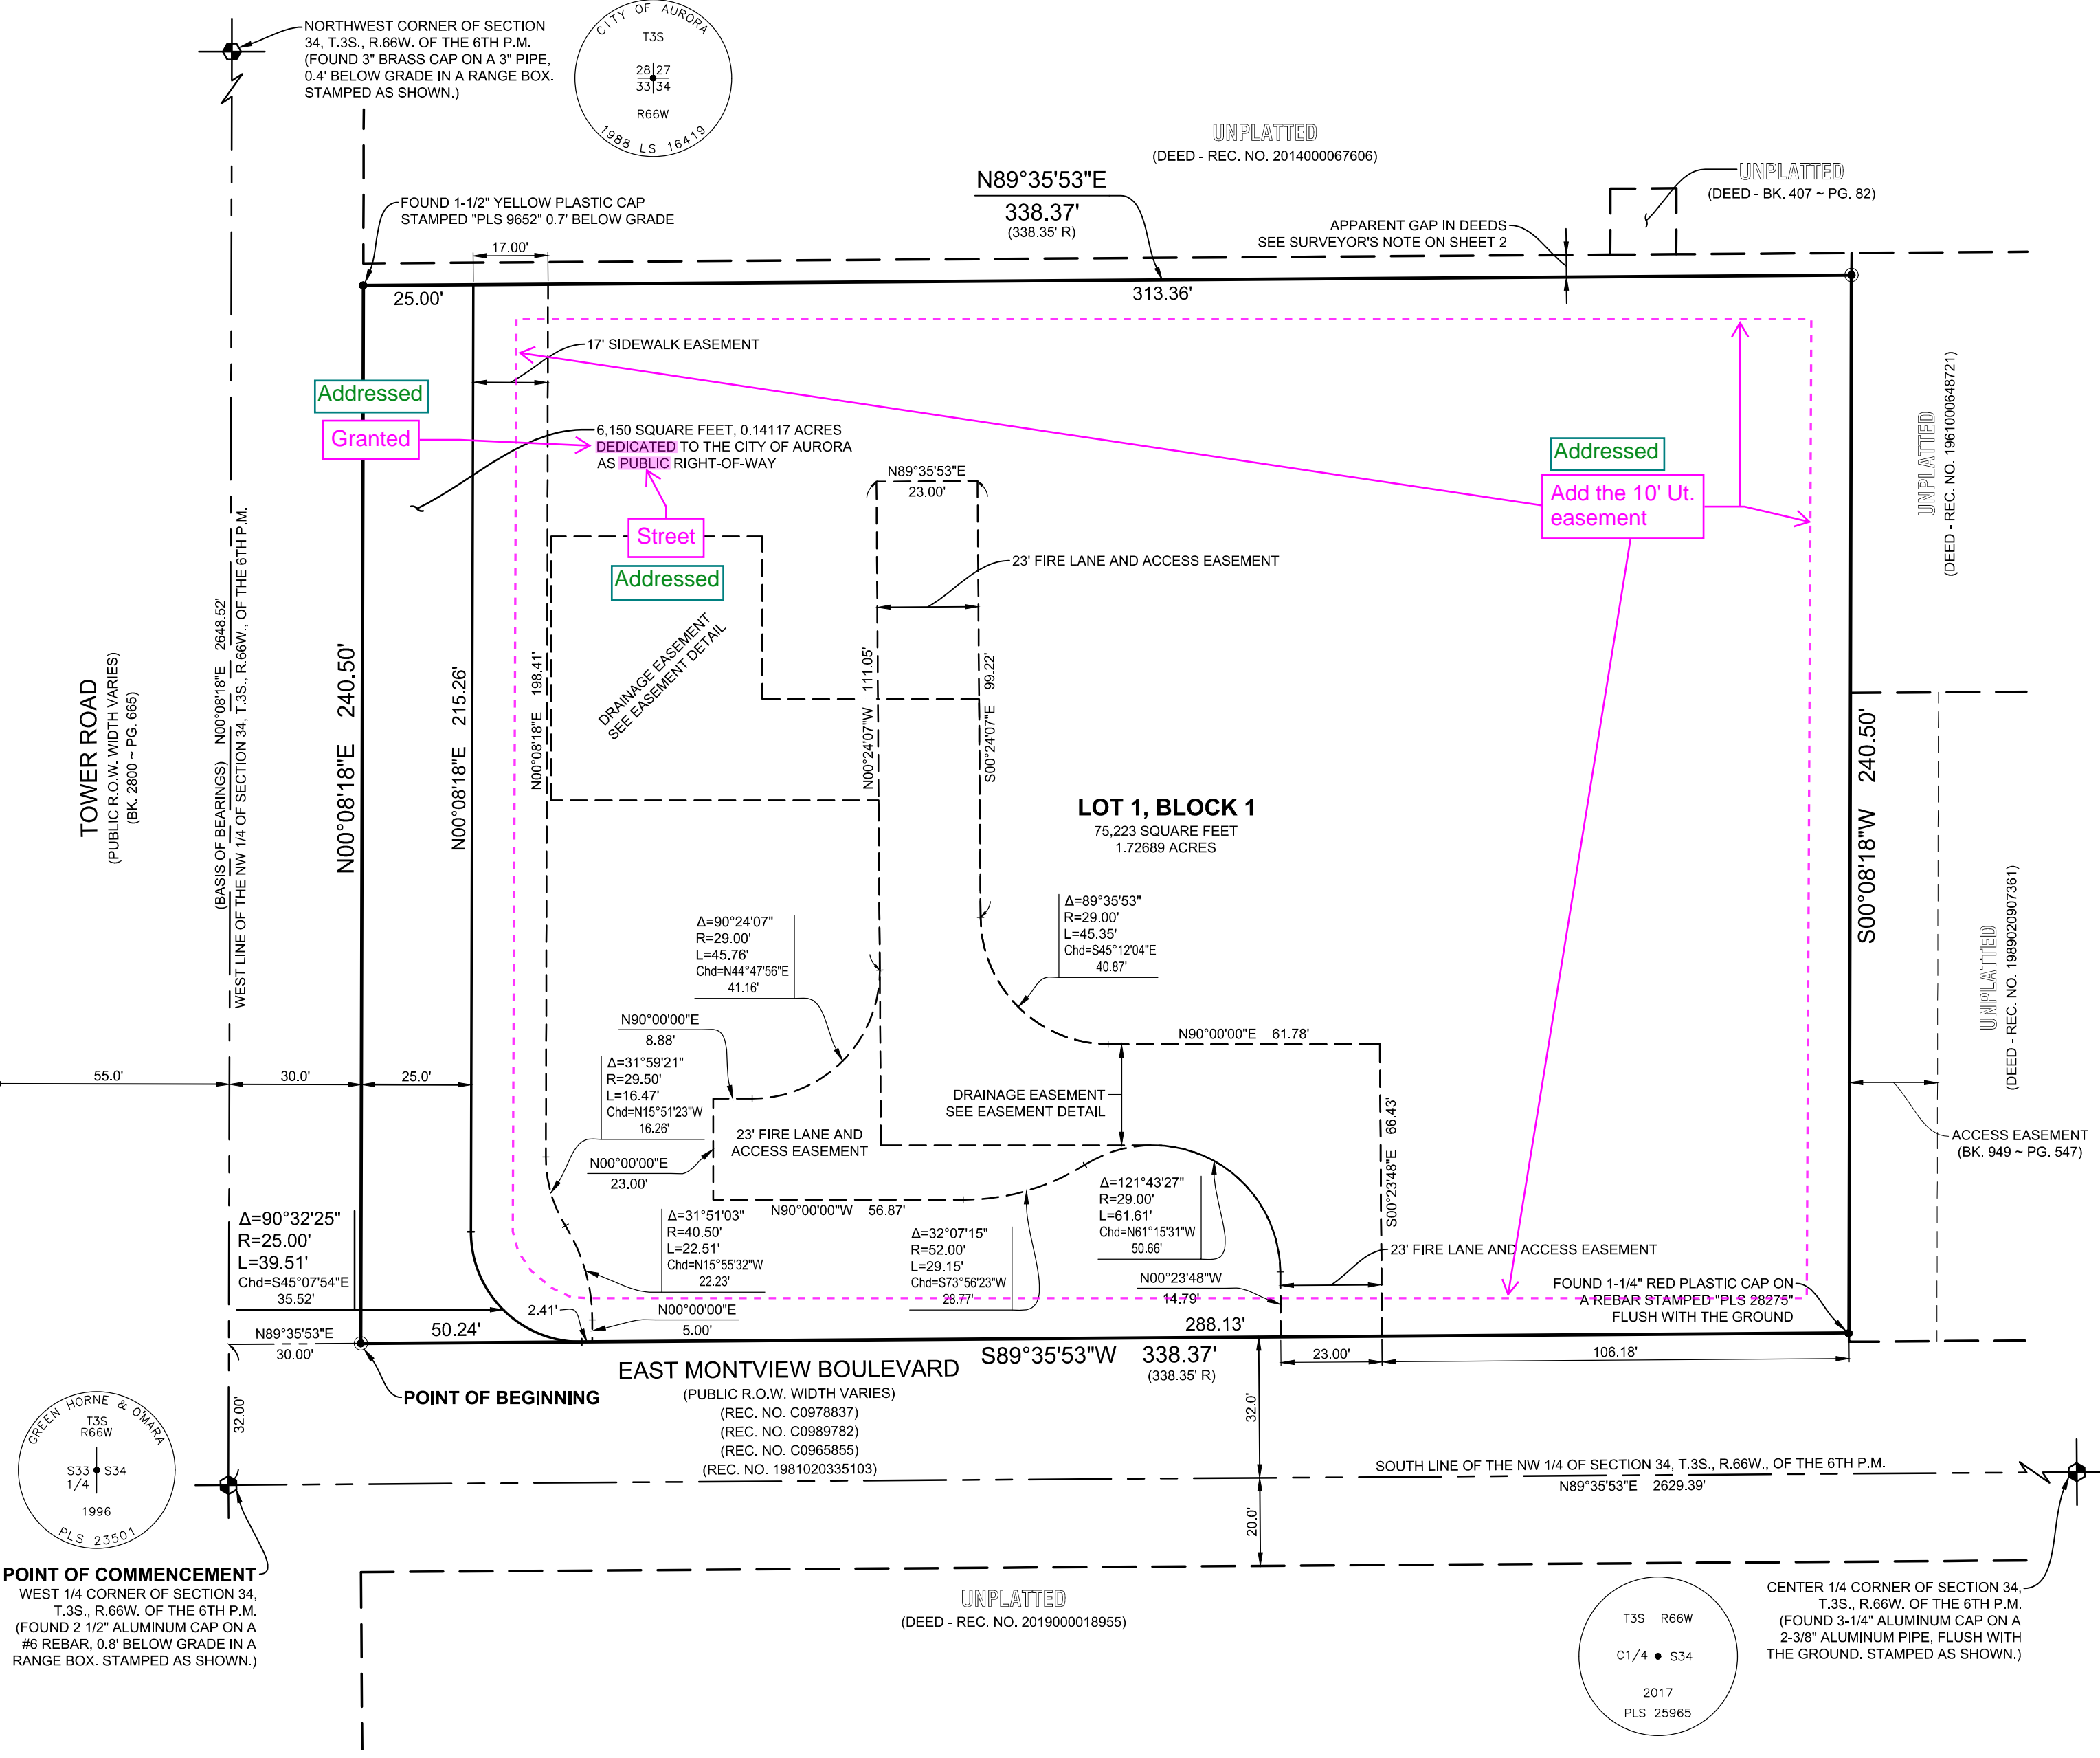 NORTHWEST CORNER OF SECTION
34, T.3S., R.66W. OF THE 6TH P.M.
(FOUND 3" BRASS CAP ON A 3" PIPE,
0.4' BELOW GRADE IN A RANGE BOX.
STAMPED AS SHOWN.)
CITY OF AURORA
T3S
28 27
33 34
R66W
1988 LS 16419
UNPLATTED
(DEED - REC. NO. 2014000067606)
UNPLATTED
(DEED - BK. 407 ~ PG. 82)
N89°35'53"E
338.37'
(338.35' R)
APPARENT GAP IN DEEDS
SEE SURVEYOR'S NOTE ON SHEET 2
FOUND 1-1/2" YELLOW PLASTIC CAP
STAMPED "PLS 9652" 0.7' BELOW GRADE
17.00'
25.00'
313.36'
17' SIDEWALK EASEMENT
Addressed
Granted
6,150 SQUARE FEET, 0.14117 ACRES
DEDICATED TO THE CITY OF AURORA
AS PUBLIC RIGHT-OF-WAY
Street
Addressed
Addressed
Add the 10' Ut.
easement
N89°35'53"E
23.00'
23' FIRE LANE AND ACCESS EASEMENT
UNPLATTED
(DEED - REC. NO. 1961000648721)
DRAINAGE EASEMENT
SEE EASEMENT DETAIL
TOWER ROAD
(PUBLIC R.O.W. WIDTH VARIES)
(BK. 2800 ~ PG. 665)
(BASIS OF BEARINGS) N00°08'18"E 2648.52'
WEST LINE OF THE NW 1/4 OF SECTION 34, T.3S., R.66W., OF THE 6TH P.M.
N00°08'18"E 240.50'
N00°08'18"E 215.26'
N00°08'18"E 198.41'
N00°24'07"W 111.05'
S00°24'07"E 99.22'
LOT 1, BLOCK 1
75,223 SQUARE FEET
1.72689 ACRES
S00°08'18"W 240.50'
UNPLATTED
(DEED - REC. NO. 1989020907361)
Δ=90°24'07"
R=29.00'
L=45.76'
Chd=N44°47'56"E
41.16'
Δ=89°35'53"
R=29.00'
L=45.35'
Chd=S45°12'04"E
40.87'
N90°00'00"E
8.88'
N90°00'00"E 61.78'
55.0'
30.0'
25.0'
Δ=31°59'21"
R=29.50'
L=16.47'
Chd=N15°51'23"W
16.26'
DRAINAGE EASEMENT
SEE EASEMENT DETAIL
23' FIRE LANE AND
ACCESS EASEMENT
N00°00'00"E
23.00'
S00°23'48"E 66.43'
ACCESS EASEMENT
(BK. 949 ~ PG. 547)
Δ=90°32'25"
R=25.00'
L=39.51'
Chd=S45°07'54"E
35.52'
N90°00'00"W 56.87'
Δ=31°51'03"
R=40.50'
L=22.51'
Chd=N15°55'32"W
22.23'
Δ=32°07'15"
R=52.00'
L=29.15'
Chd=S73°56'23"W
28.77'
Δ=121°43'27"
R=29.00'
L=61.61'
Chd=N61°15'31"W
50.66'
23' FIRE LANE AND ACCESS EASEMENT
N00°23'48"W
14.79'
FOUND 1-1/4" RED PLASTIC CAP ON
A REBAR STAMPED "PLS 28275"
FLUSH WITH THE GROUND
2.41'
N00°00'00"E
5.00'
N89°35'53"E
30.00'
50.24'
288.13'
S89°35'53"W 338.37'
(338.35' R)
23.00'
106.18'
EAST MONTVIEW BOULEVARD
(PUBLIC R.O.W. WIDTH VARIES)
(REC. NO. C0978837)
(REC. NO. C0989782)
(REC. NO. C0965855)
(REC. NO. 1981020335103)
POINT OF BEGINNING
32.00'
32.0'
20.0'
GREEN HORNE & O'MARA
T3S
R66W
S33 S34
1/4
1996
PLS 23501
SOUTH LINE OF THE NW 1/4 OF SECTION 34, T.3S., R.66W., OF THE 6TH P.M.
N89°35'53"E 2629.39'
POINT OF COMMENCEMENT
WEST 1/4 CORNER OF SECTION 34,
T.3S., R.66W. OF THE 6TH P.M.
(FOUND 2 1/2" ALUMINUM CAP ON A
#6 REBAR, 0.8' BELOW GRADE IN A
RANGE BOX. STAMPED AS SHOWN.)
UNPLATTED
(DEED - REC. NO. 2019000018955)
T3S R66W
C1/4 S34
2017
PLS 25965
CENTER 1/4 CORNER OF SECTION 34,
T.3S., R.66W. OF THE 6TH P.M.
(FOUND 3-1/4" ALUMINUM CAP ON A
2-3/8" ALUMINUM PIPE, FLUSH WITH
THE GROUND. STAMPED AS SHOWN.)